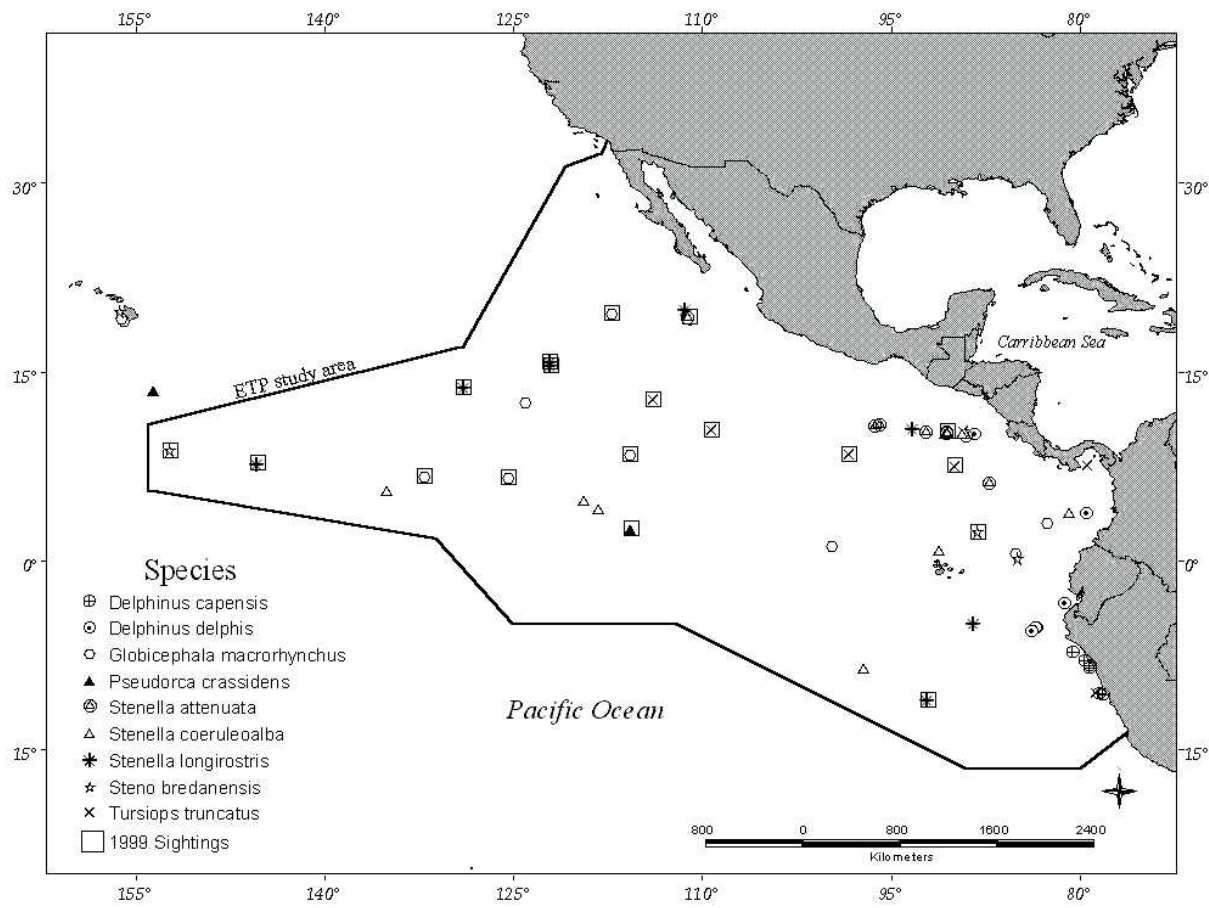 155° 140° 125° 110° 95° 80°
30° 30°
Carribbean Sea
ETP study area
15° 15°
0° 0°
Species
Delphinus capensis
Delphinus delphis
Globicephala macrorhynchus
Pseudorca crassidens
Stenella attenuata
Stenella coeruleoalba
Stenella longirostris
Steno bredanensis
Tursiops truncatus
1999 Sightings
Pacific Ocean
15° 15°
800 0 800 1600 2400
Kilometers
155° 140° 125° 110° 95° 80°